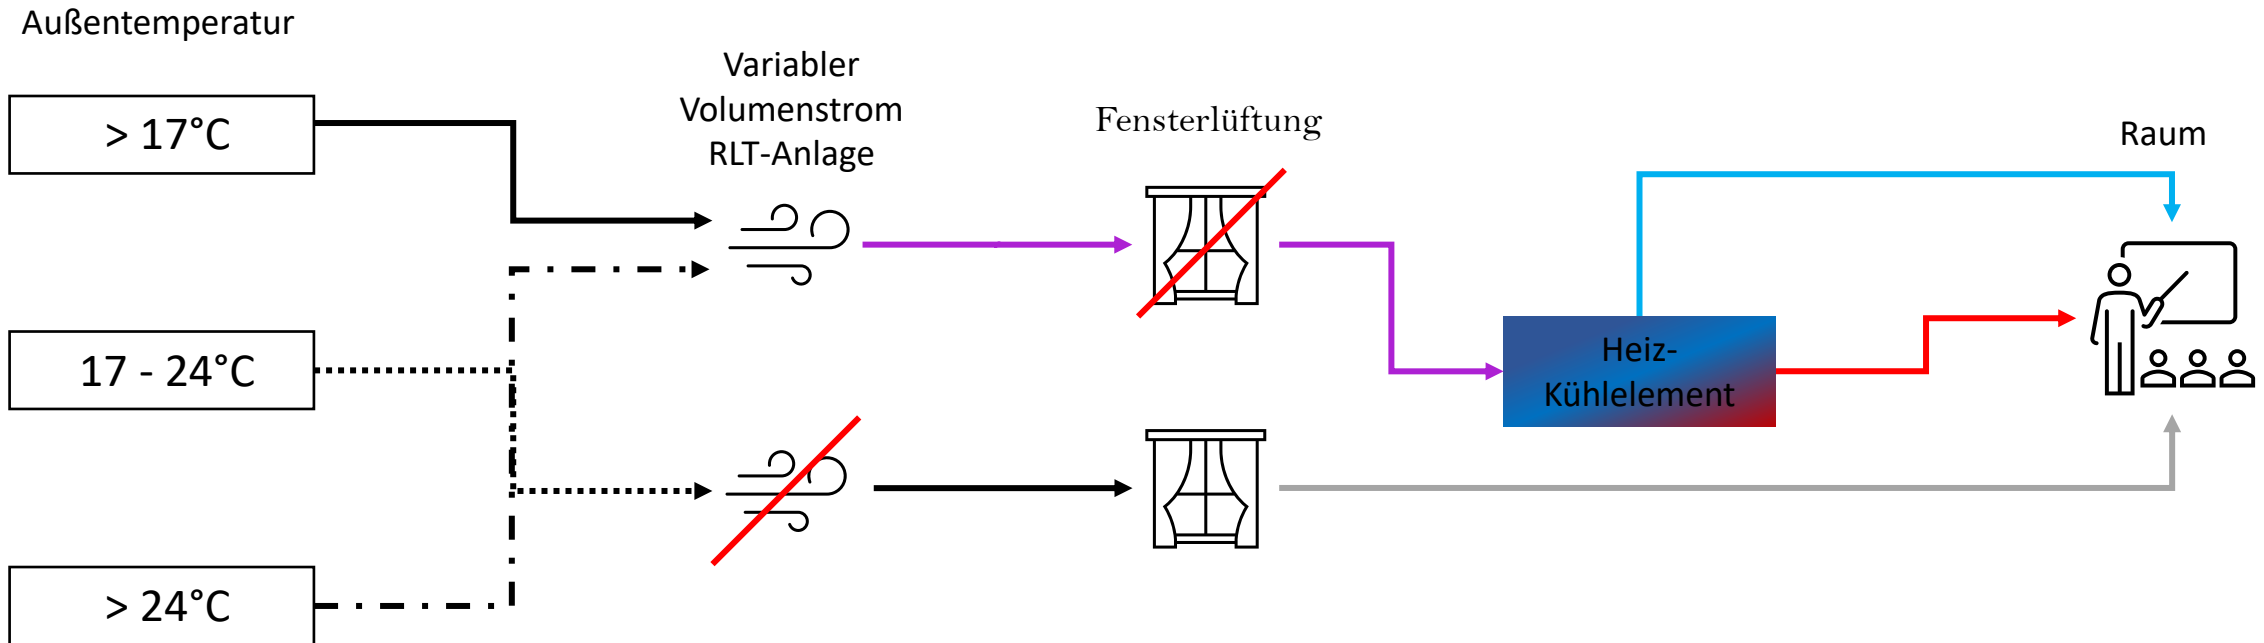 Außentemperatur
> 17°C
17 - 24°C
> 24°C
Variabler
Volumenstrom
RLT-Anlage
Fensterlüftung
Heiz-
Kühlelement
Raum